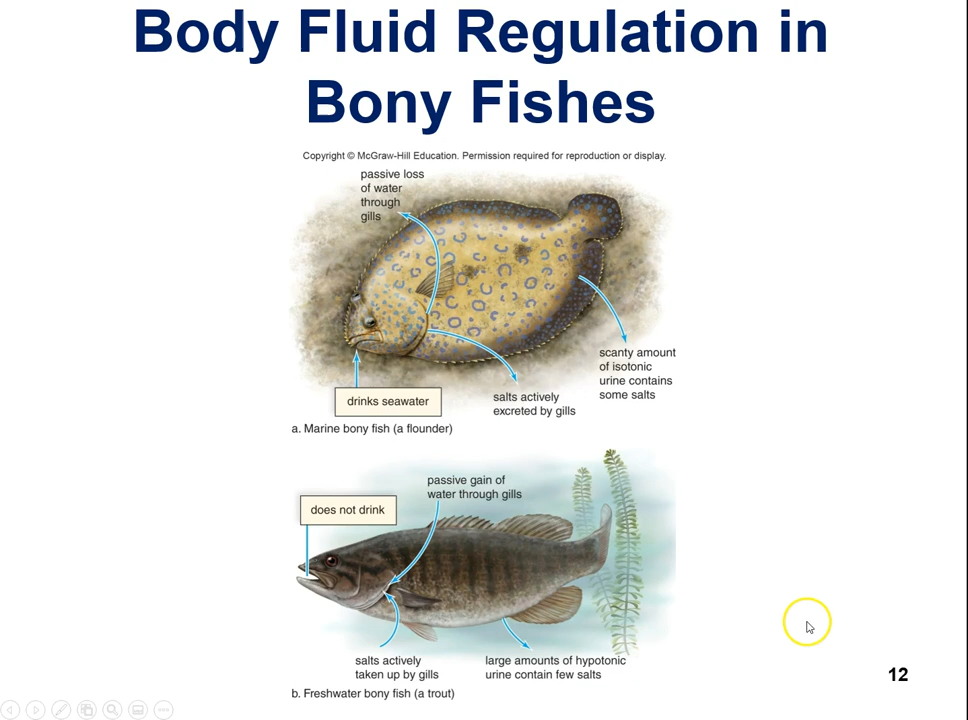 Body Fluid Regulation in
Bony Fishes
Copyright © McGraw-Hill Education. Permission required for reproduction or display.
passive loss
of water
through
gills
scanty amount
of isotonic
urine contains
some salts
drinks seawater
salts actively
excreted by gills
a. Marine bony fish (a flounder)
passive gain of
water through gills
does not drink
salts actively
taken up by gills
large amounts of hypotonic
urine contain few salts
12
b. Freshwater bony fish (a trout)